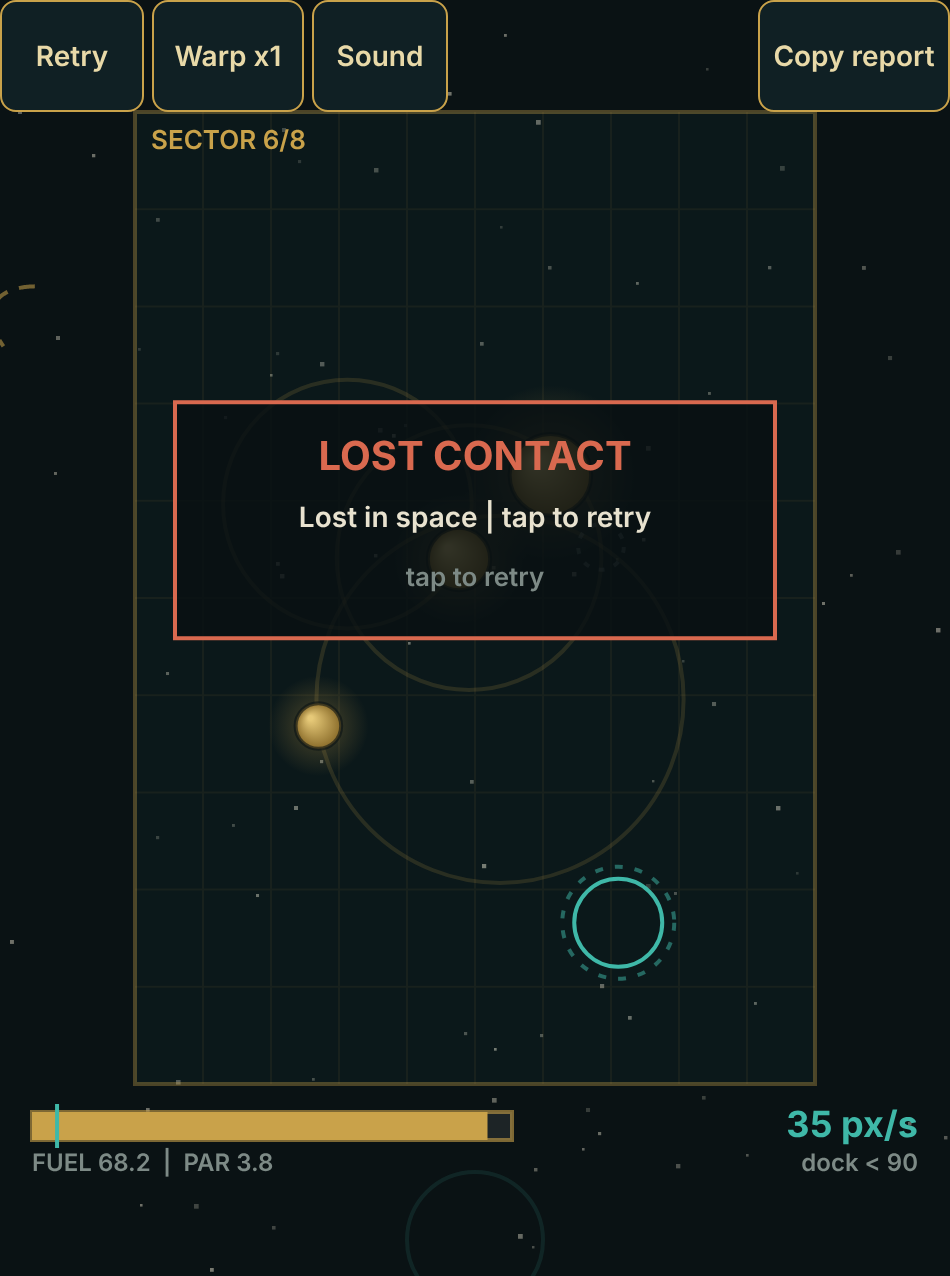 Retry
Warp x1
Sound
Copy report
SECTOR 6/8
LOST CONTACT
Lost in space | tap to retry
tap to retry
35 px/s
FUEL 68.2 | PAR 3.8
dock < 90